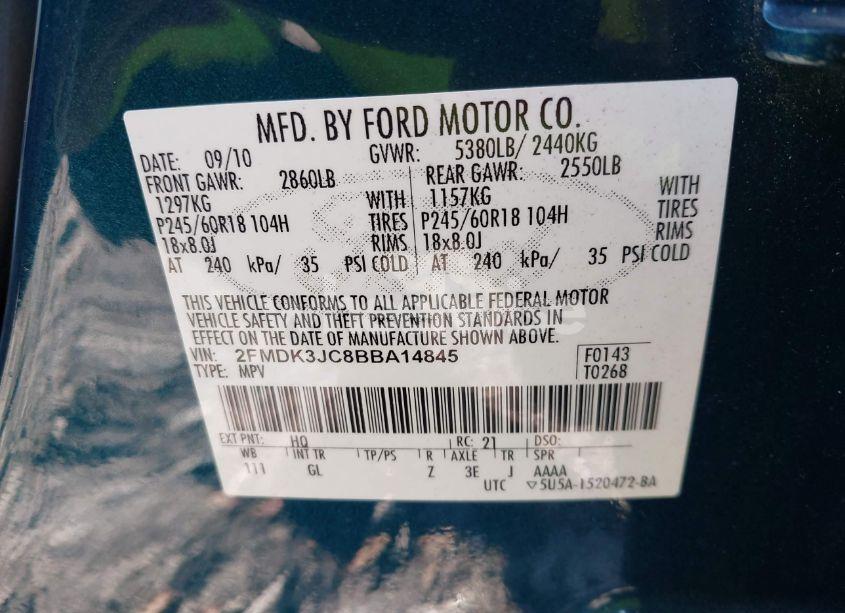 MFD. BY FORD MOTOR CO.
DATE: 09/10 GVWR: 5380LB/ 2440KG
FRONT GAWR: 2860LB REAR GAWR: 2550LB
1297KG WITH 1157KG WITH
P245/60R18 104H TIRES P245/60R18 104H TIRES
18x8.0J RIMS 18x8.0J RIMS
AT 240 kPa/ 35 PSI COLD AT 240 kPa/ 35 PSI COLD
THIS VEHICLE CONFORMS TO ALL APPLICABLE FEDERAL MOTOR
VEHICLE SAFETY AND THEFT PREVENTION STANDARDS IN
EFFECT ON THE DATE OF MANUFACTURE SHOWN ABOVE.
VIN: 2FMDK3JC8BBA14845 F0143
TYPE: MPV T0268
EXT PNT: HQ RC: 21 DSO:
WB INT TR TP/PS R AXLE TR SPR
111 GL Z 3E J AAAA
UTC ▽5U5A-1520472-BA